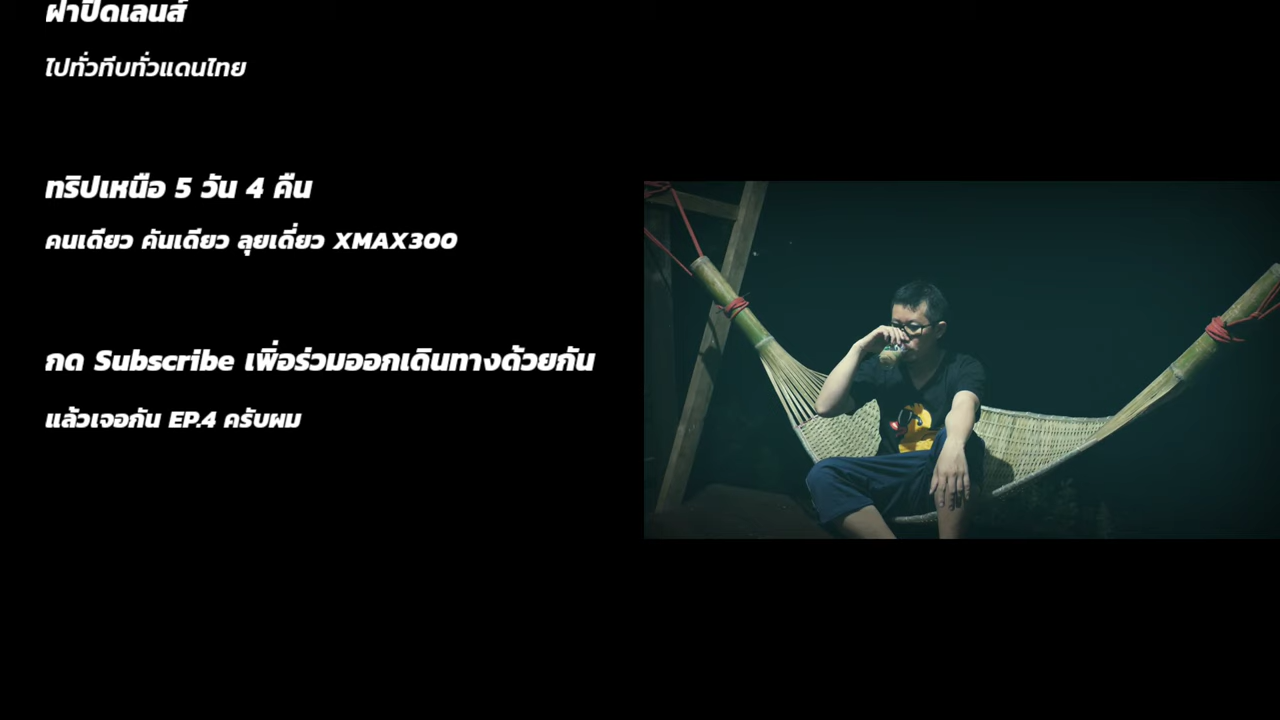 ฝาปิดเลนส์
ไปทั่วทีบทั่วแดนไทย
ทริปเหนือ 5 วัน 4 คืน
คนเดียว คันเดียว ลุยเดี่ยว XMAX300
กด Subscribe เพิ่อร่วมออกเดินทางด้วยกัน
แล้วเจอกัน EP.4 ครับผม